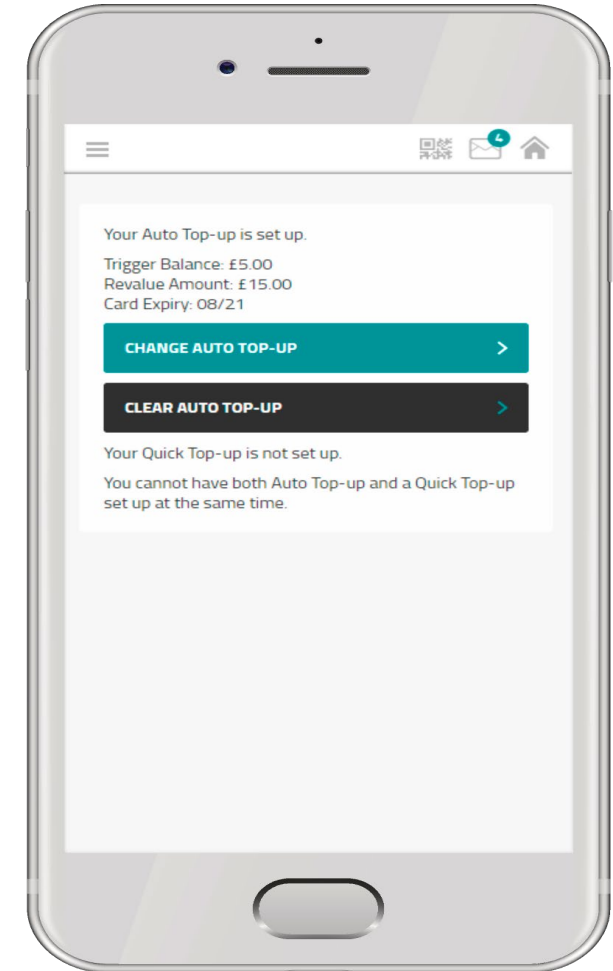 4
Your Auto Top-up is set up.
Trigger Balance: £5.00
Revalue Amount: £15.00
Card Expiry: 08/21
CHANGE AUTO TOP-UP
CLEAR AUTO TOP-UP
Your Quick Top-up is not set up.
You cannot have both Auto Top-up and a Quick Top-up
set up at the same time.